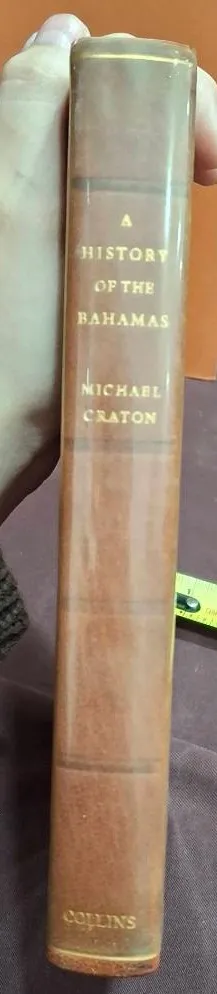 A
HISTORY
OF THE
BAHAMAS
MICHAEL
CRATON
COLLINS